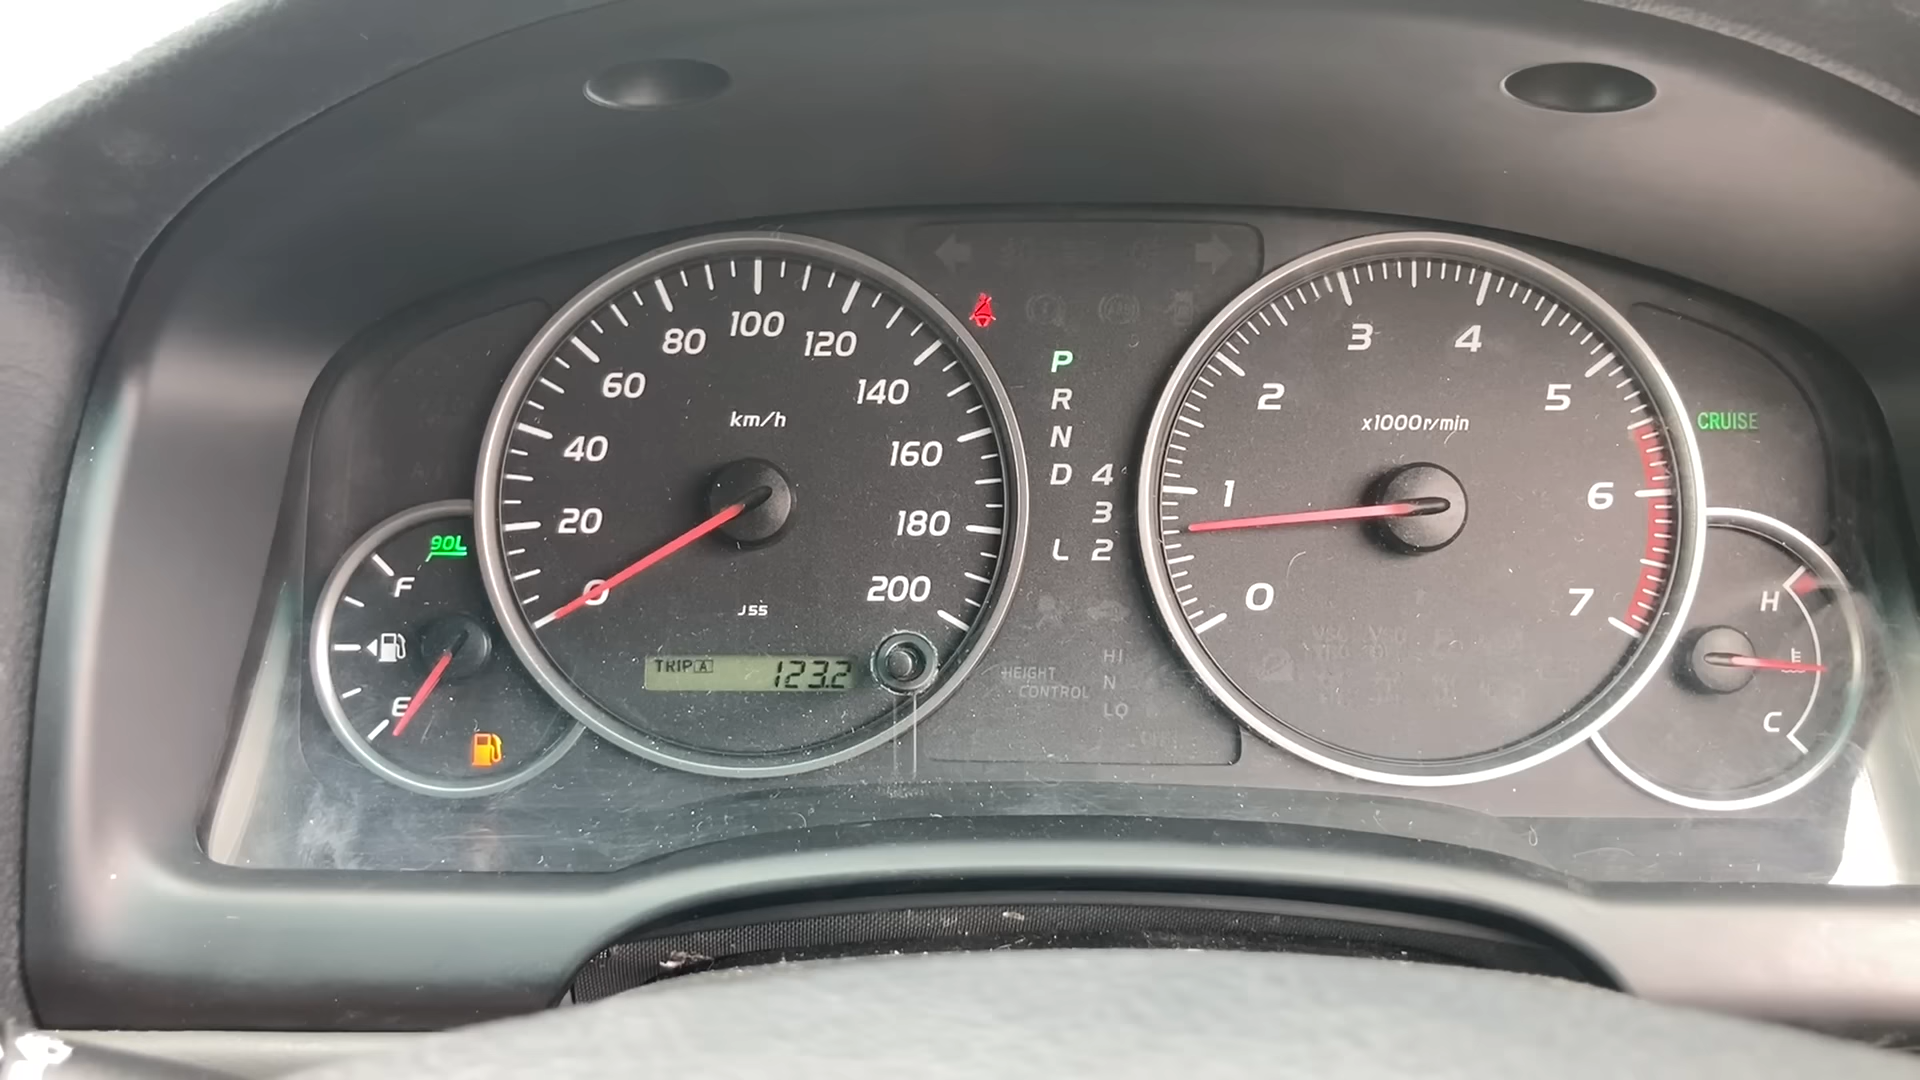 100
80
120
60
140
km/h
40
160
20
180
0
200
J55
TRIP A
123.2
90L
F
E
P
R
N
D 4
3
L 2
HEIGHT
CONTROL
HI
N
LO
OFF
3
4
2
5
x1000r/min
1
6
0
7
CRUISE
H
C